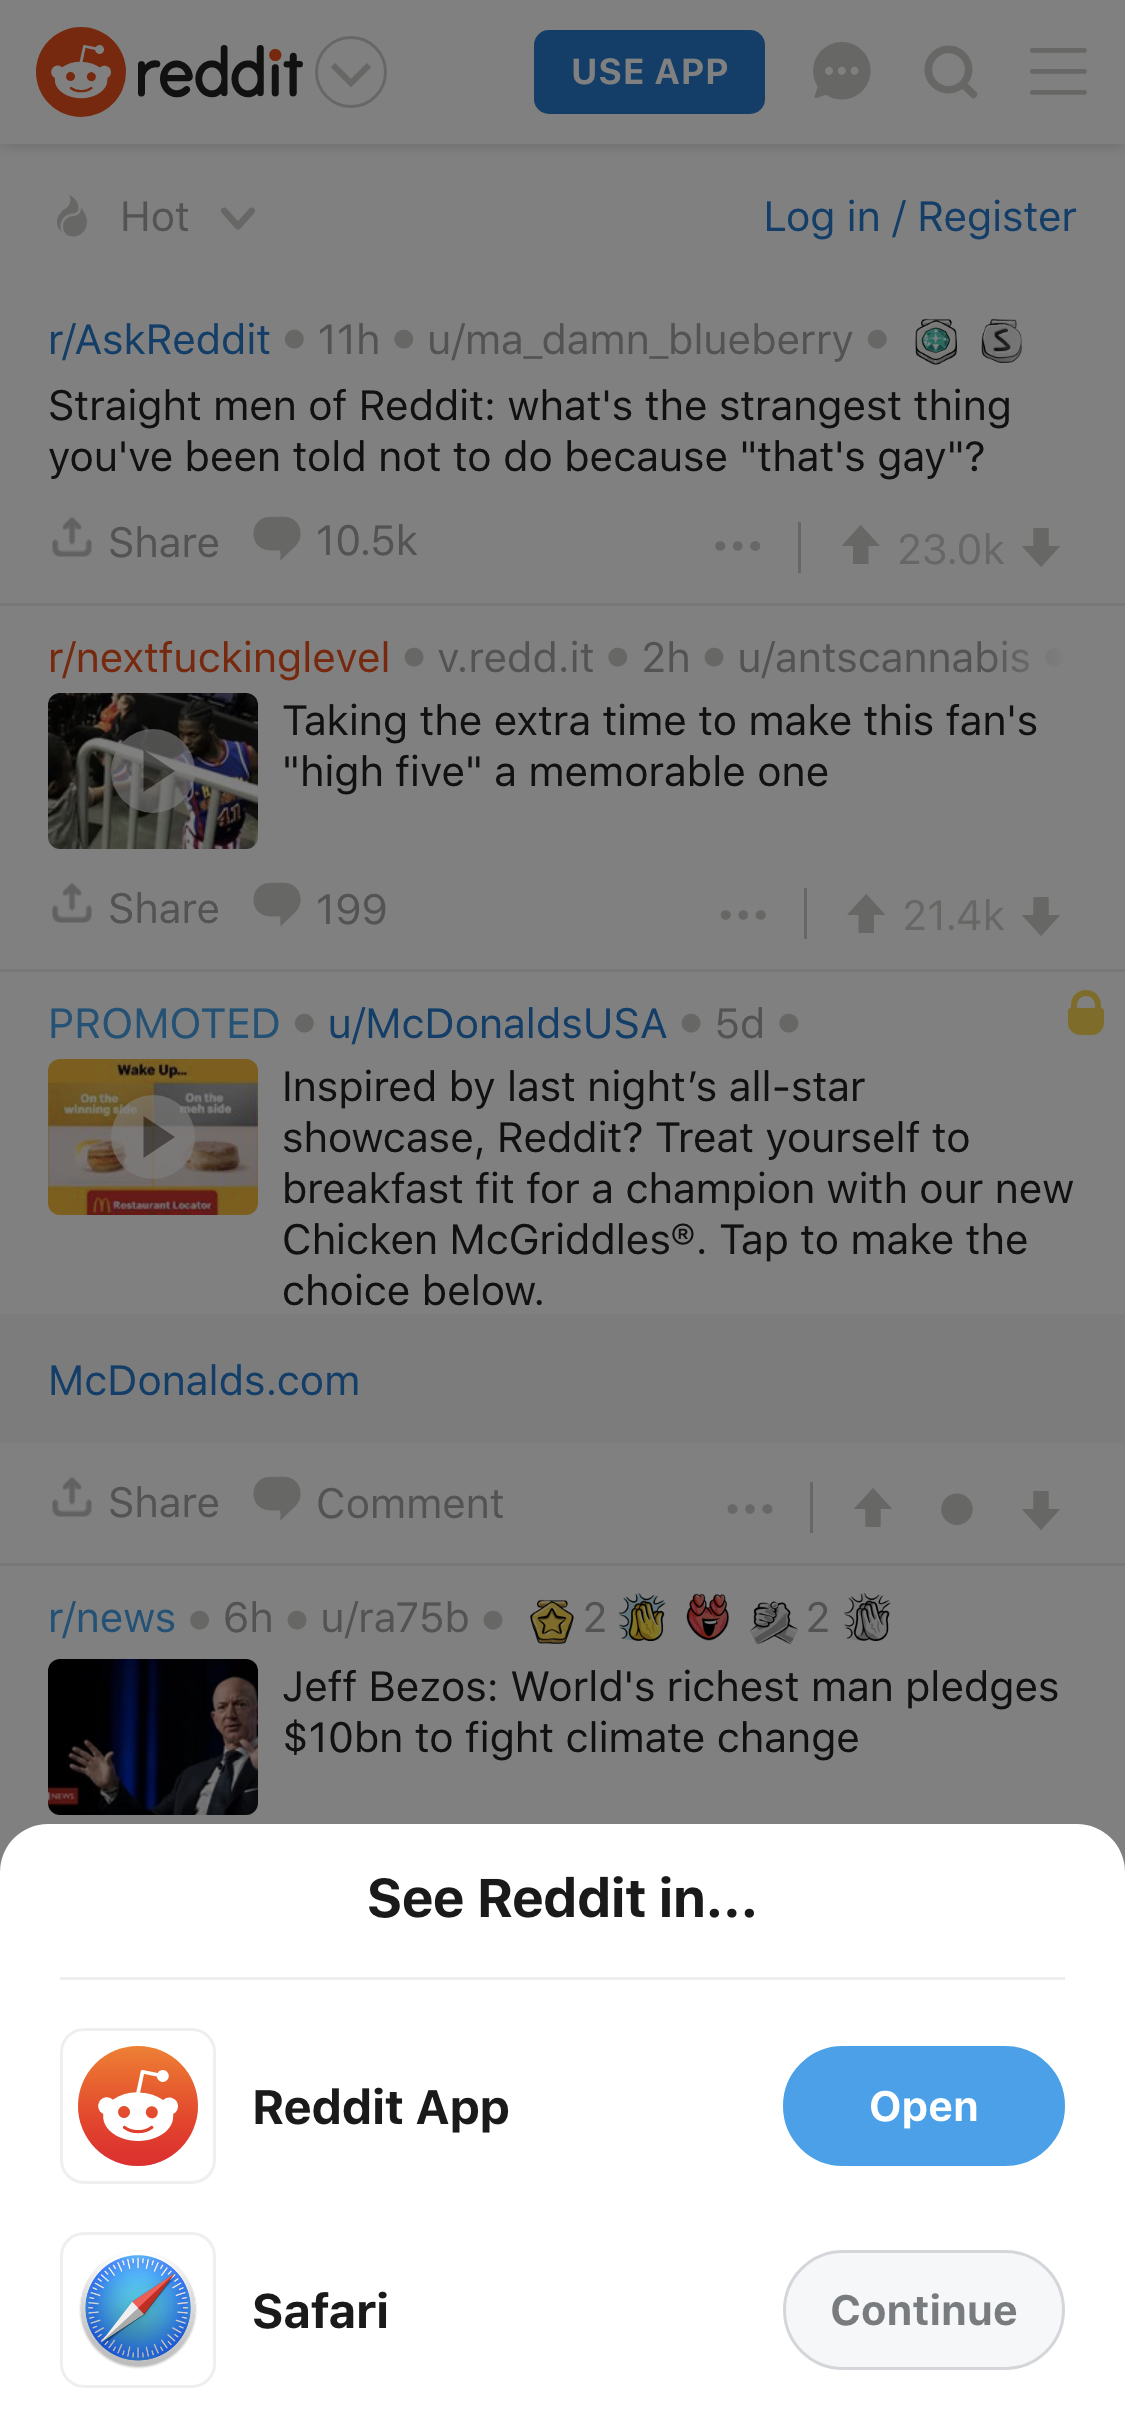 reddit
USE APP
Hot
Log in / Register
r/AskReddit • 11h • u/ma_damn_blueberry •
Straight men of Reddit: what's the strangest thing
you've been told not to do because "that's gay"?
Share 10.5k
23.0k
r/nextfuckinglevel • v.redd.it • 2h • u/antscannabis
Taking the extra time to make this fan's
"high five" a memorable one
Share 199
21.4k
PROMOTED • u/McDonaldsUSA • 5d •
Wake Up...
On the
winning side
On the
meh side
Restaurant Locator
Inspired by last night’s all-star
showcase, Reddit? Treat yourself to
breakfast fit for a champion with our new
Chicken McGriddles®. Tap to make the
choice below.
McDonalds.com
Share Comment
r/news • 6h • u/ra75b • 2 2
NEWS
Jeff Bezos: World's richest man pledges
$10bn to fight climate change
See Reddit in...
Reddit App
Open
Safari
Continue